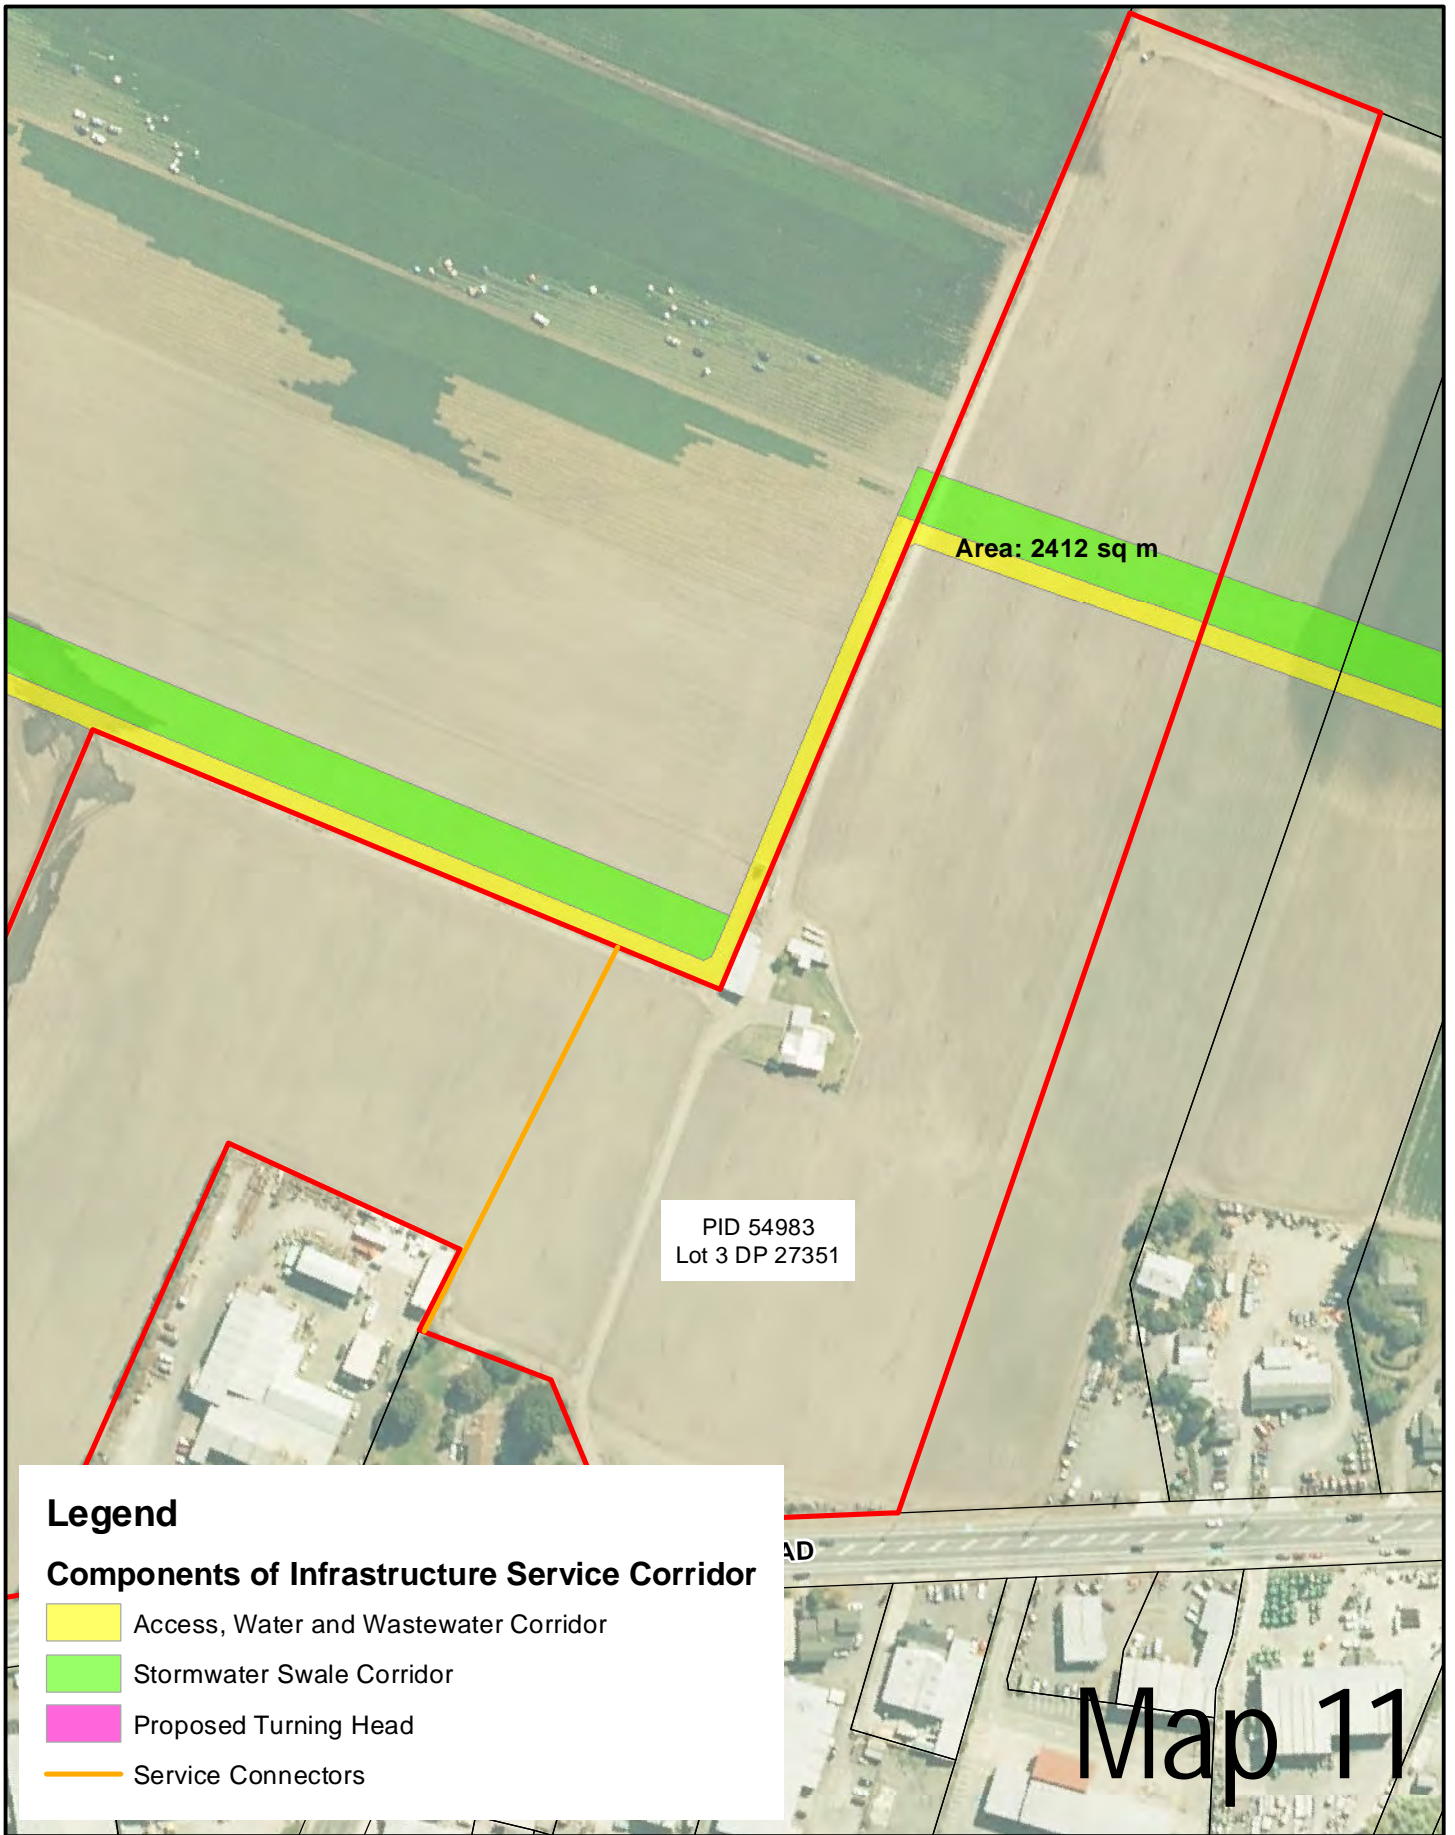 Area: 2412 sq m
PID 54983
Lot 3 DP 27351
AD
Legend
Components of Infrastructure Service Corridor
Access, Water and Wastewater Corridor
Stormwater Swale Corridor
Proposed Turning Head
Service Connectors
Map 11